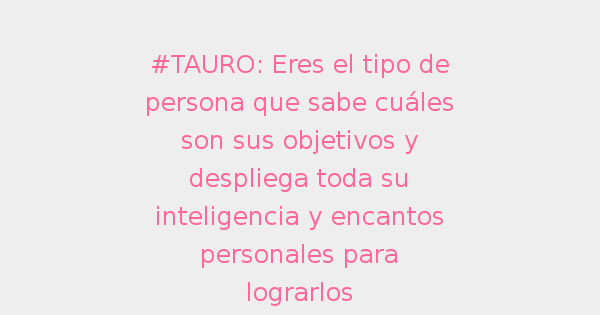 #TAURO: Eres el tipo de
persona que sabe cuáles
son sus objetivos y
despliega toda su
inteligencia y encantos
personales para
lograrlos